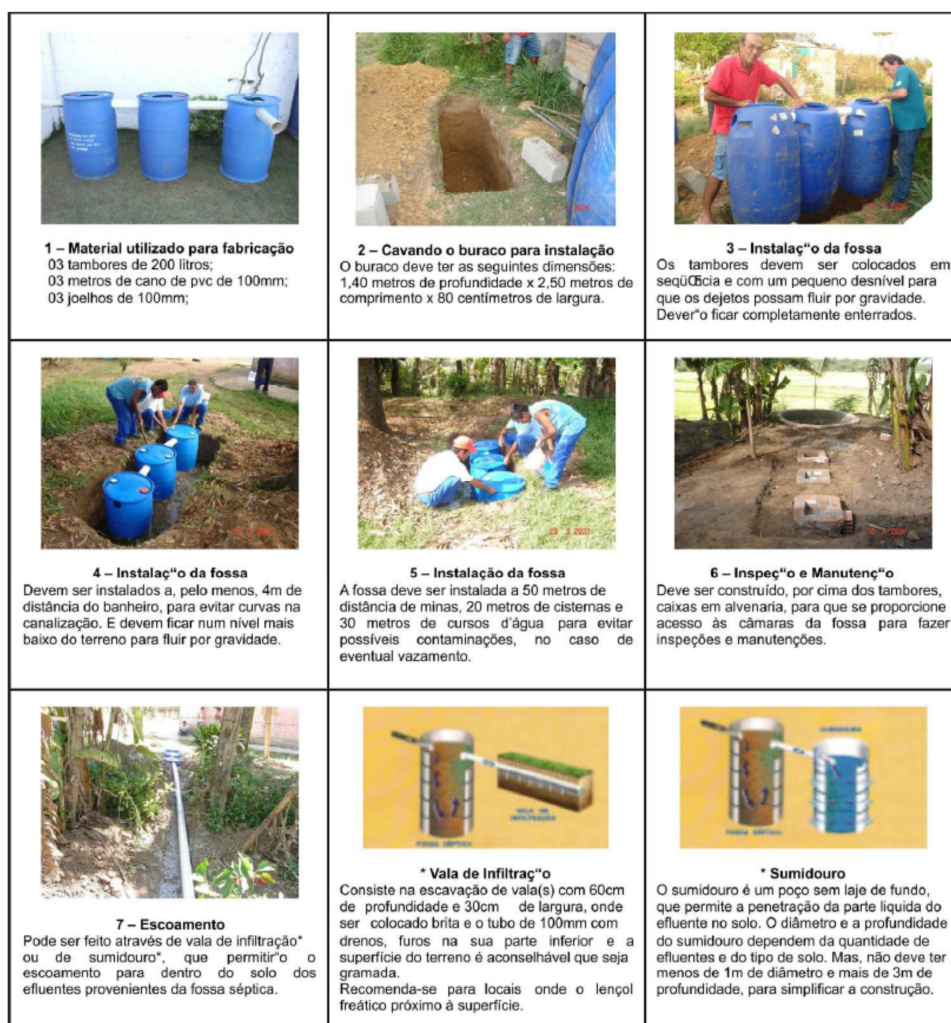 1 – Material utilizado para fabricação
03 tambores de 200 litros;
03 metros de cano de pvc de 100mm;
03 joelhos de 100mm;
2 – Cavando o buraco para instalação
O buraco deve ter as seguintes dimensões:
1,40 metros de profundidade x 2,50 metros de
comprimento x 80 centímetros de largura.
3 – Instalaç“o da fossa
Os tambores devem ser colocados em
seqüŒcia e com um pequeno desnível para
que os dejetos possam fluir por gravidade.
Dever“o ficar completamente enterrados.
4 – Instalaç“o da fossa
Devem ser instalados a, pelo menos, 4m de
distância do banheiro, para evitar curvas na
canalização. E devem ficar num nível mais
baixo do terreno para fluir por gravidade.
5 – Instalação da fossa
A fossa deve ser instalada a 50 metros de
distância de minas, 20 metros de cisternas e
30 metros de cursos d’água para evitar
possíveis contaminações, no caso de
eventual vazamento.
6 – Inspeç“o e Manutenç“o
Deve ser construído, por cima dos tambores,
caixas em alvenaria, para que se proporcione
acesso às câmaras da fossa para fazer
inspeções e manutenções.
7 – Escoamento
Pode ser feito através de vala de infiltração*
ou de sumidouro*, que permitir“o o
escoamento para dentro do solo dos
efluentes provenientes da fossa séptica.
FOSSA SÉPTICA
VALA DE
INFILTRAÇÃO
* Vala de Infiltraç“o
Consiste na escavação de vala(s) com 60cm
de profundidade e 30cm de largura, onde
ser colocado brita e o tubo de 100mm com
drenos, furos na sua parte inferior e a
superfície do terreno é aconselhável que seja
gramada.
Recomenda-se para locais onde o lençol
freático próximo à superfície.
SUMIDOURO
FOSSA SÉPTICA
* Sumidouro
O sumidouro é um poço sem laje de fundo,
que permite a penetração da parte liquida do
efluente no solo. O diâmetro e a profundidade
do sumidouro dependem da quantidade de
efluentes e do tipo de solo. Mas, não deve ter
menos de 1m de diâmetro e mais de 3m de
profundidade, para simplificar a construção.